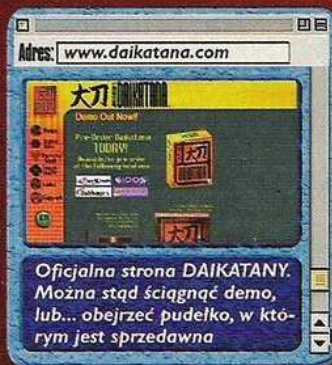 Adres: www.daikatana.com
大刀 DAIKATANA
Demo Out Now!!
Pre-Order Daikatana
TODAY!
Oficjalna strona DAIKATANY.
Można stąd ściągnąć demo,
lub... obejrzeć pudełko, w któ-
rym jest sprzedawna